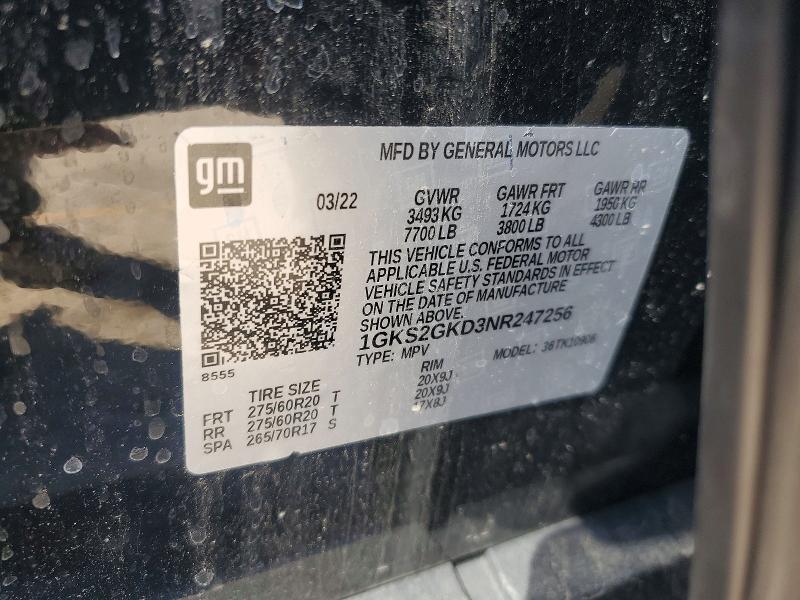 gm
MFD BY GENERAL MOTORS LLC
03/22
GVWR GAWR FRT GAWR RR
3493 KG 1724 KG 1950 KG
7700 LB 3800 LB 4300 LB
THIS VEHICLE CONFORMS TO ALL
APPLICABLE U.S. FEDERAL MOTOR
VEHICLE SAFETY STANDARDS IN EFFECT
ON THE DATE OF MANUFACTURE
SHOWN ABOVE.
1GKS2GKD3NR247256
TYPE: MPV MODEL: 36TK10906
8555
TIRE SIZE RIM
FRT 275/60R20 T 20X9J
RR 275/60R20 T 20X9J
SPA 265/70R17 S 17X8J